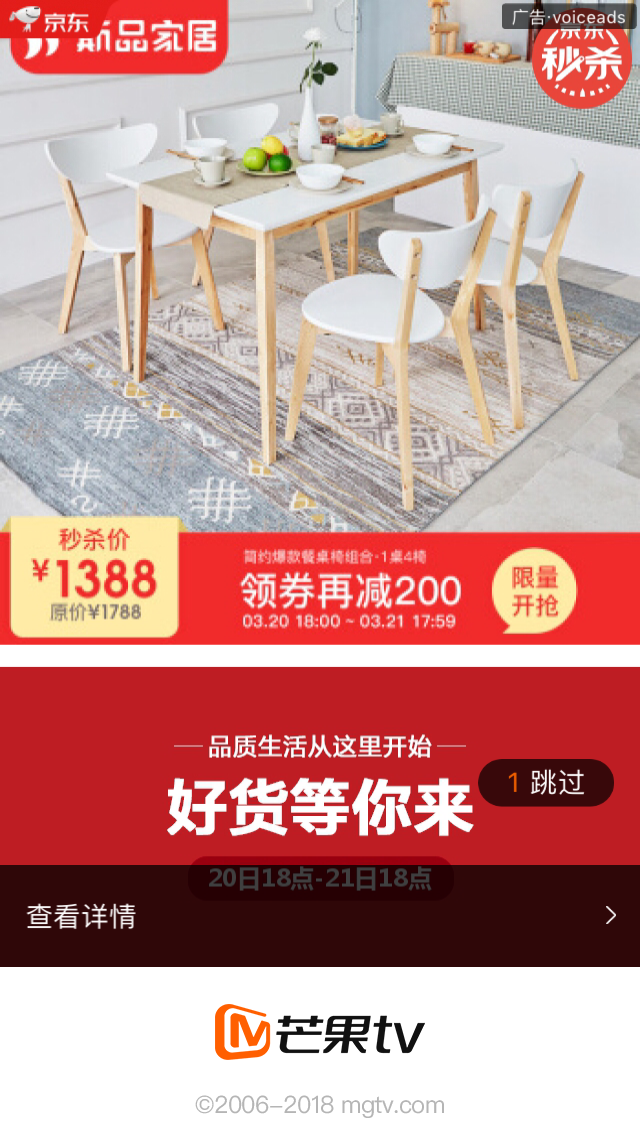 京东
广告·voiceads
斯品家居
京东
秒杀
秒杀价
¥1388
原价¥1788
简约爆款餐桌椅组合·1桌4椅
领券再减200
03.20 18:00 ~ 03.21 17:59
限量
开抢
品质生活从这里开始
好货等你来
1 跳过
20日18点-21日18点
查看详情
芒果tv
©2006-2018 mgtv.com